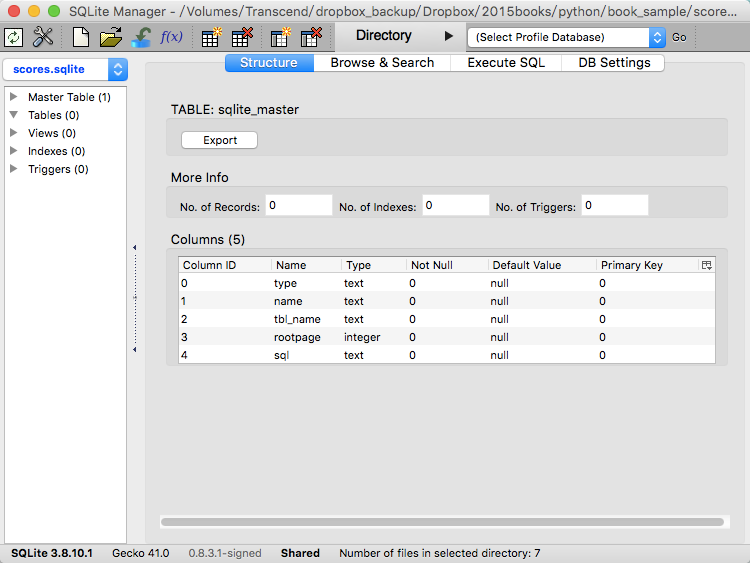 SQLite Manager - /Volumes/Transcend/dropbox_backup/Dropbox/2015books/python/book_sample/score...
f(x) Directory (Select Profile Database) Go
scores.sqlite
Structure Browse & Search Execute SQL DB Settings
Master Table (1)
Tables (0)
Views (0)
Indexes (0)
Triggers (0)
TABLE: sqlite_master
Export
More Info
No. of Records: 0 No. of Indexes: 0 No. of Triggers: 0
Columns (5)
Column ID Name Type Not Null Default Value Primary Key
0 type text 0 null 0
1 name text 0 null 0
2 tbl_name text 0 null 0
3 rootpage integer 0 null 0
4 sql text 0 null 0
SQLite 3.8.10.1 Gecko 41.0 0.8.3.1-signed Shared Number of files in selected directory: 7